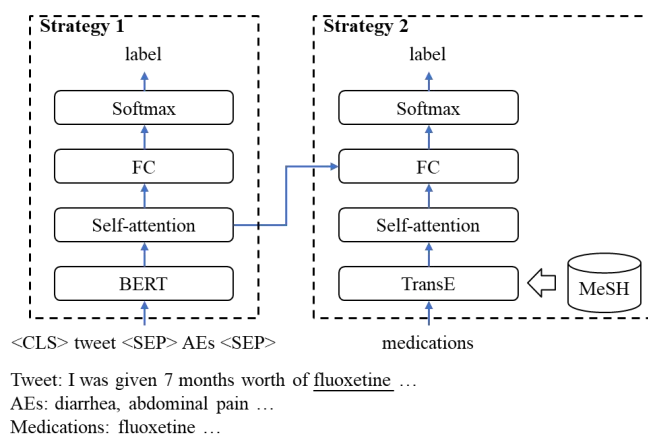 Strategy 1
label
Softmax
FC
Self-attention
BERT
<CLS> tweet <SEP> AEs <SEP>
Strategy 2
label
Softmax
FC
Self-attention
TransE
MeSH
medications
Tweet: I was given 7 months worth of fluoxetine ...
AEs: diarrhea, abdominal pain ...
Medications: fluoxetine ...